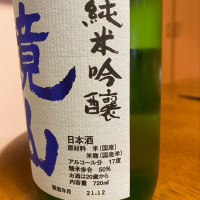 純米吟醸
鏡山
日本酒
原材料 米(国産)
米麹(国産米)
アルコール分 17度
精米歩合 60%
お酒は20歳から
内容量 720ml
製造年月
21.12